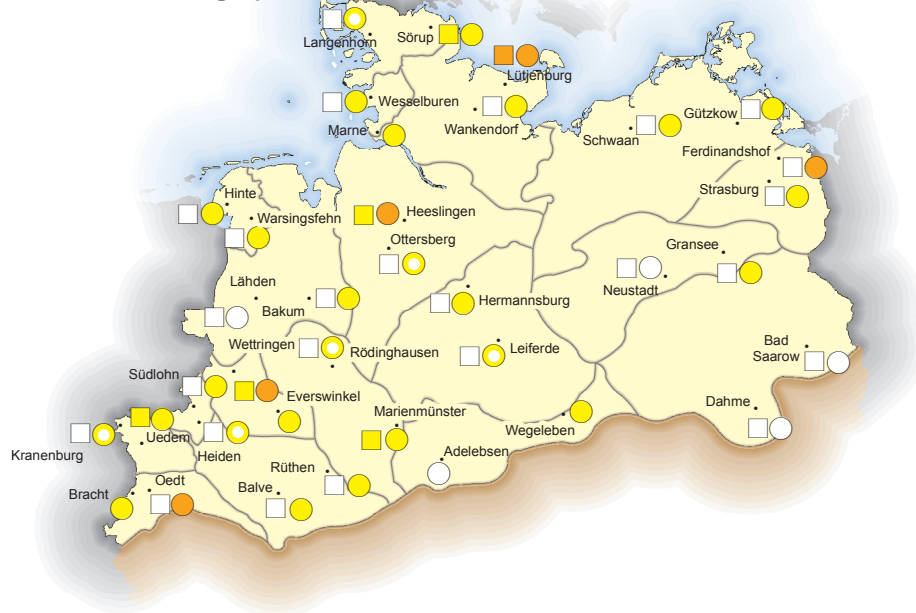 Langenhorn
Sörup
Lütjenburg
Wesselburen
Wankendorf
Marne
Schwaan
Gützkow
Ferdinandshof
Strasburg
Hinte
Warsingsfehn
Heeslingen
Ottersberg
Gransee
Neustadt
Lähden
Bakum
Hermannsburg
Wettringen
Rödinghausen
Leiferde
Bad
Saarow
Südlohn
Everswinkel
Marienmünster
Dahme
Wegeleben
Uedem
Kranenburg
Heiden
Adelebsen
Rüthen
Oedt
Balve
Bracht